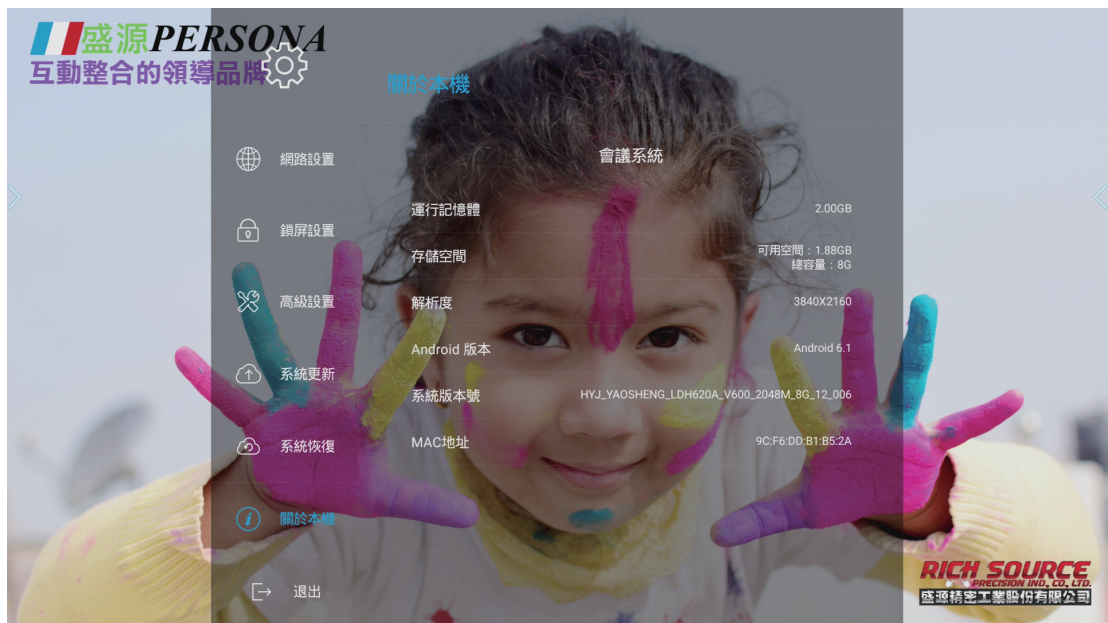 盛源PERSONA
互動整合的領導品牌
關於本機
網路設置
鎖屏設置
高級設置
系統更新
系統恢復
關於本機
退出
會議系統
運行記憶體 2.00GB
存儲空間 可用空間：1.88GB
總容量：8G
解析度 3840X2160
Android 版本 Android 6.1
系統版本號 HYJ_YAOSHENG_LDH620A_V600_2048M_8G_12_006
MAC地址 9C:F6:DD:B1:B5:2A
RICH SOURCE
PRECISION IND., CO., LTD.
盛源精密工業股份有限公司